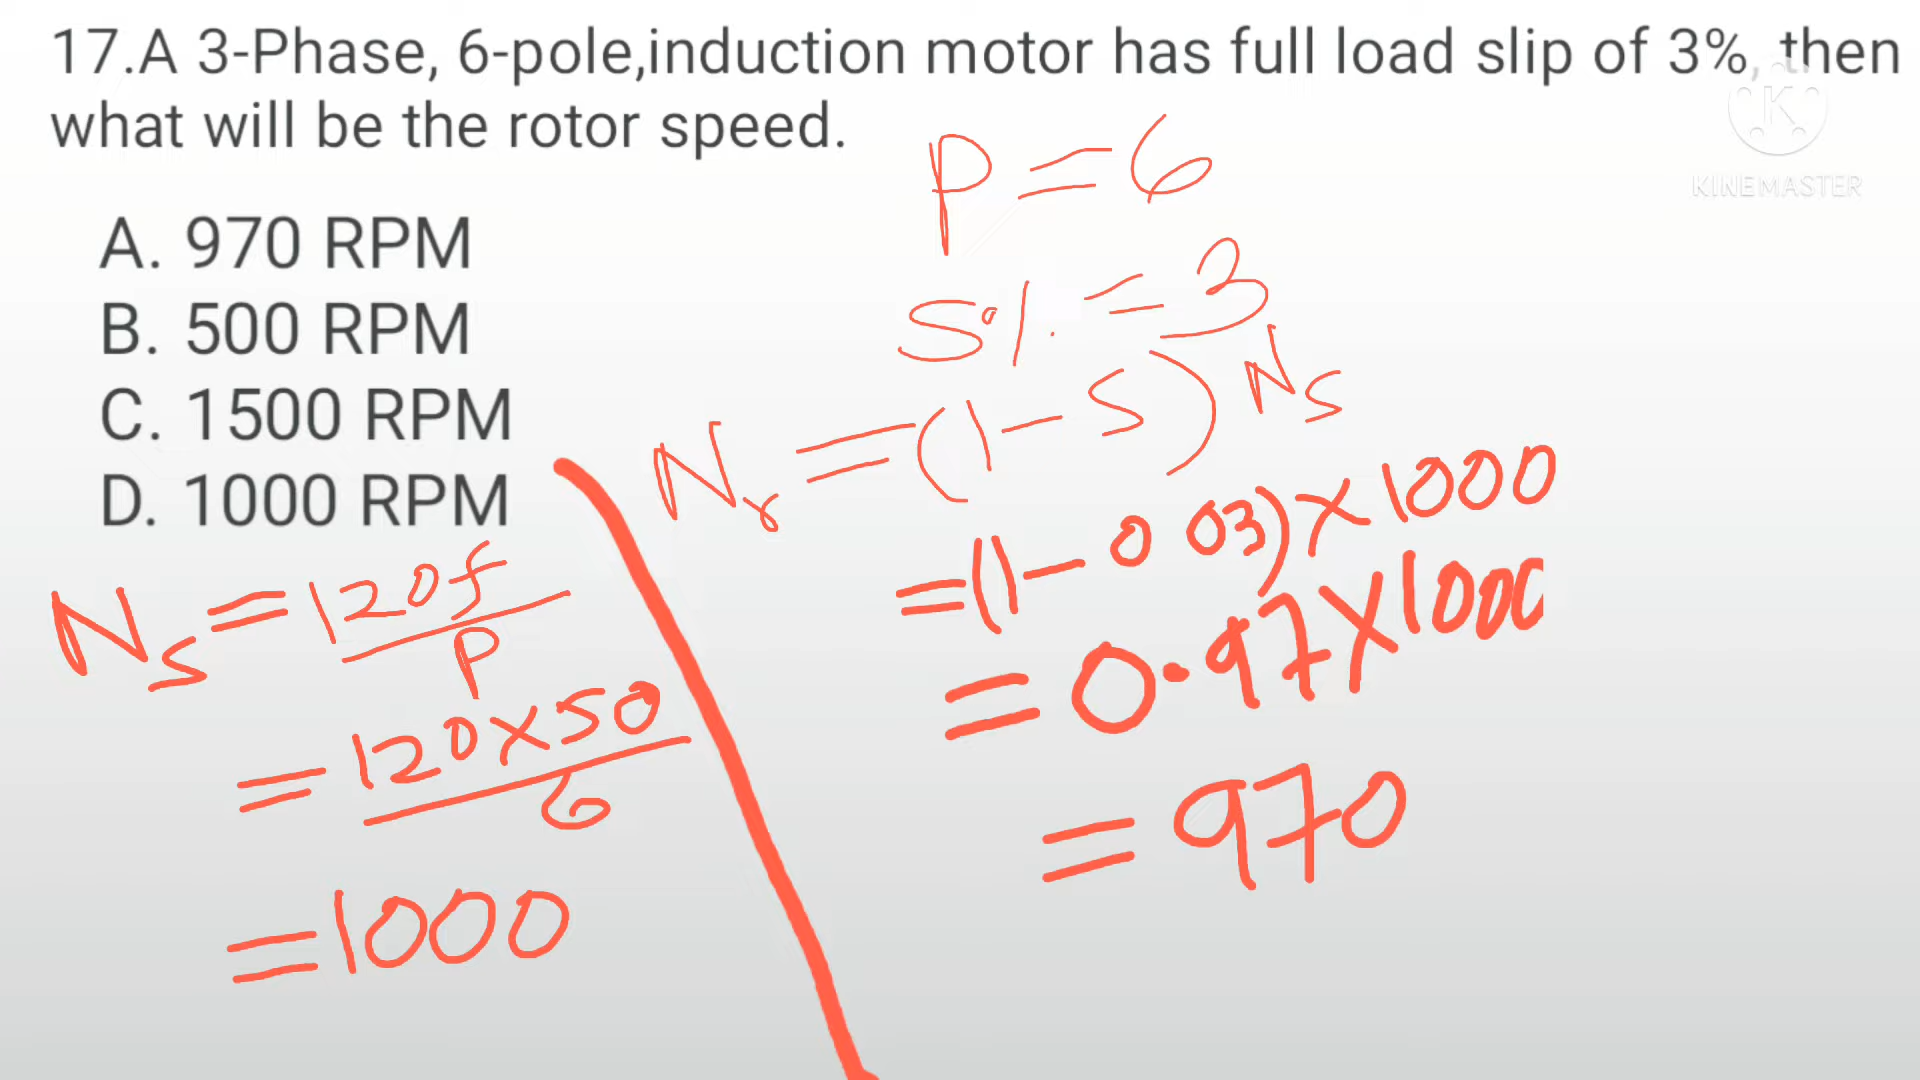 17.A 3-Phase, 6-pole,induction motor has full load slip of 3%, then
what will be the rotor speed.
KINEMASTER
A. 970 RPM
B. 500 RPM
C. 1500 RPM
D. 1000 RPM
P = 6
S% = 3
Nr = (1 - S) Ns
= (1 - 0 03) × 1000
= 0.97 × 1000
= 970
Ns = 120f / P
= 120 × 50 / 6
= 1000